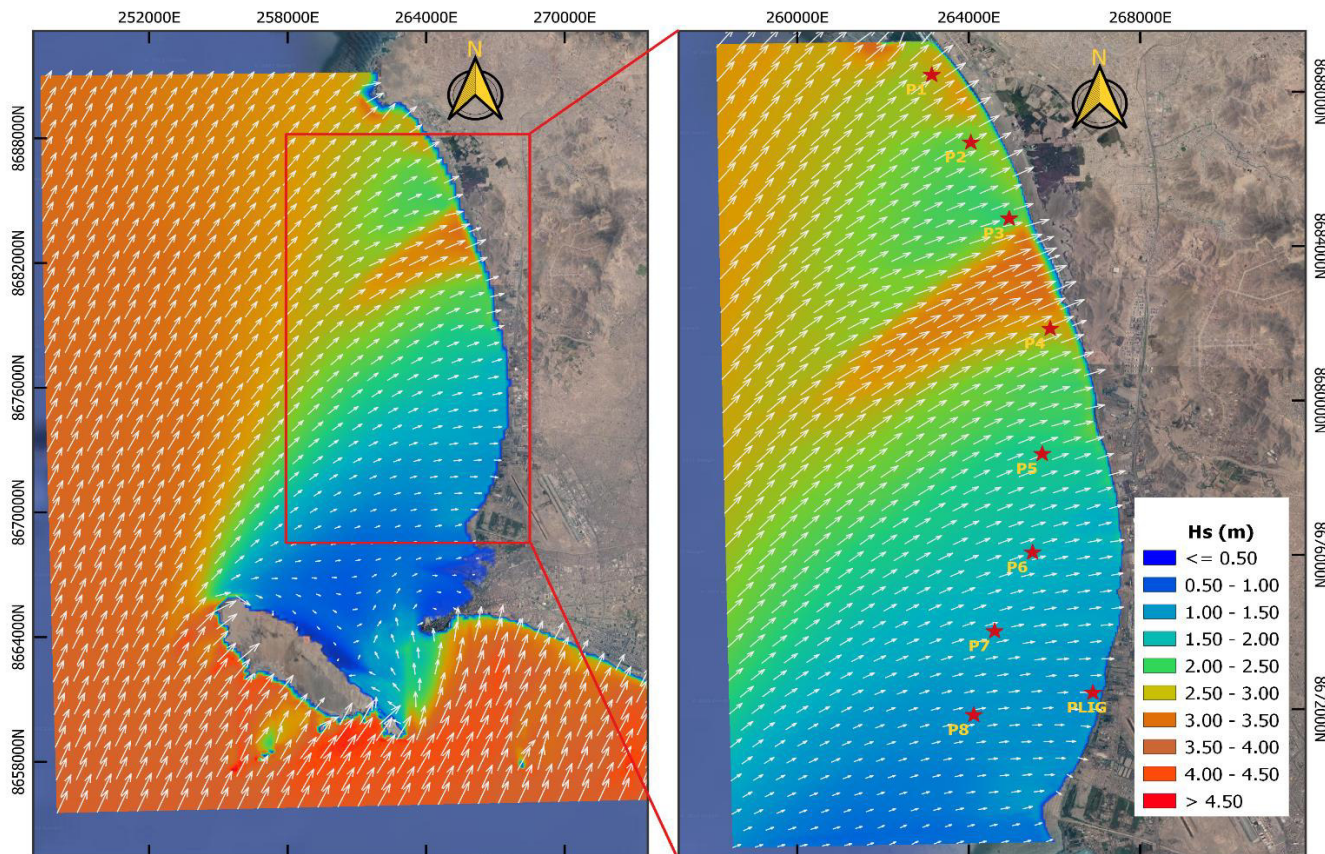 252000E 258000E 264000E 270000E
260000E 264000E 268000E
N
N
8688000N
8682000N
8676000N
8670000N
8664000N
8658000N
8688000N
8684000N
8680000N
8676000N
8672000N
P1
P2
P3
P4
P5
P6
P7
PLIG
P8
Hs (m)
<= 0.50
0.50 - 1.00
1.00 - 1.50
1.50 - 2.00
2.00 - 2.50
2.50 - 3.00
3.00 - 3.50
3.50 - 4.00
4.00 - 4.50
> 4.50